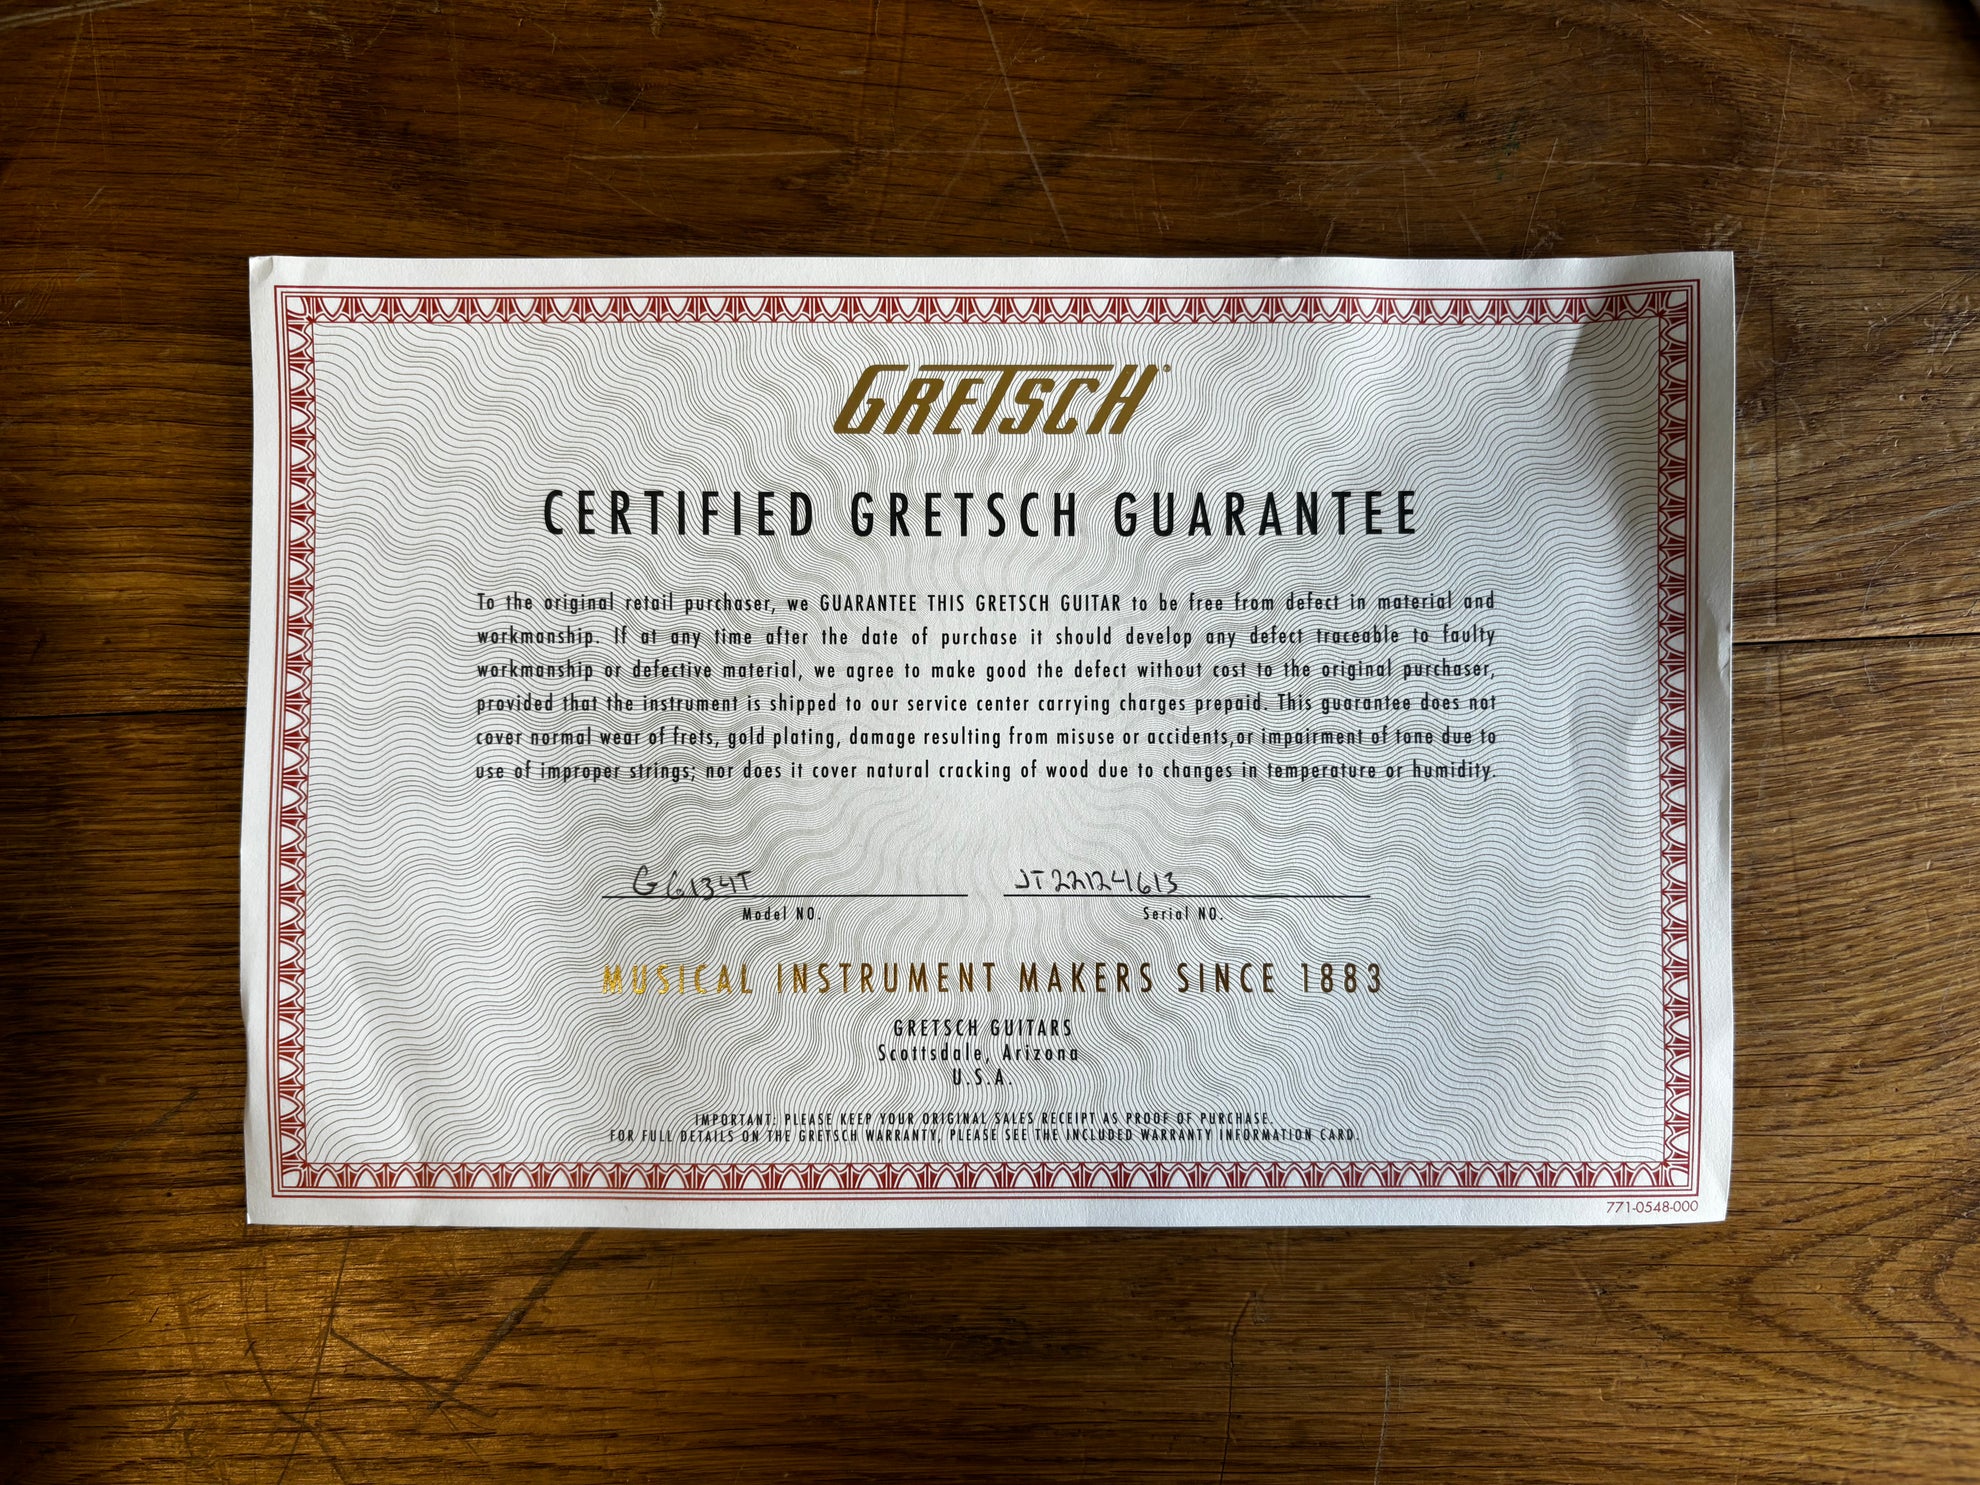 GRETSCH®
CERTIFIED GRETSCH GUARANTEE
To the original retail purchaser, we GUARANTEE THIS GRETSCH GUITAR to be free from defect in material and
workmanship. If at any time after the date of purchase it should develop any defect traceable to faulty
workmanship or defective material, we agree to make good the defect without cost to the original purchaser,
provided that the instrument is shipped to our service center carrying charges prepaid. This guarantee does not
cover normal wear of frets, gold plating, damage resulting from misuse or accidents,or impairment of tone due to
use of improper strings; nor does it cover natural cracking of wood due to changes in temperature or humidity.
G6134T JT22124613
Model NO. Serial NO.
MUSICAL INSTRUMENT MAKERS SINCE 1883
GRETSCH GUITARS
Scottsdale, Arizona
U.S.A.
IMPORTANT: PLEASE KEEP YOUR ORIGINAL SALES RECEIPT AS PROOF OF PURCHASE.
FOR FULL DETAILS ON THE GRETSCH WARRANTY, PLEASE SEE THE INCLUDED WARRANTY INFORMATION CARD.
771-0548-000